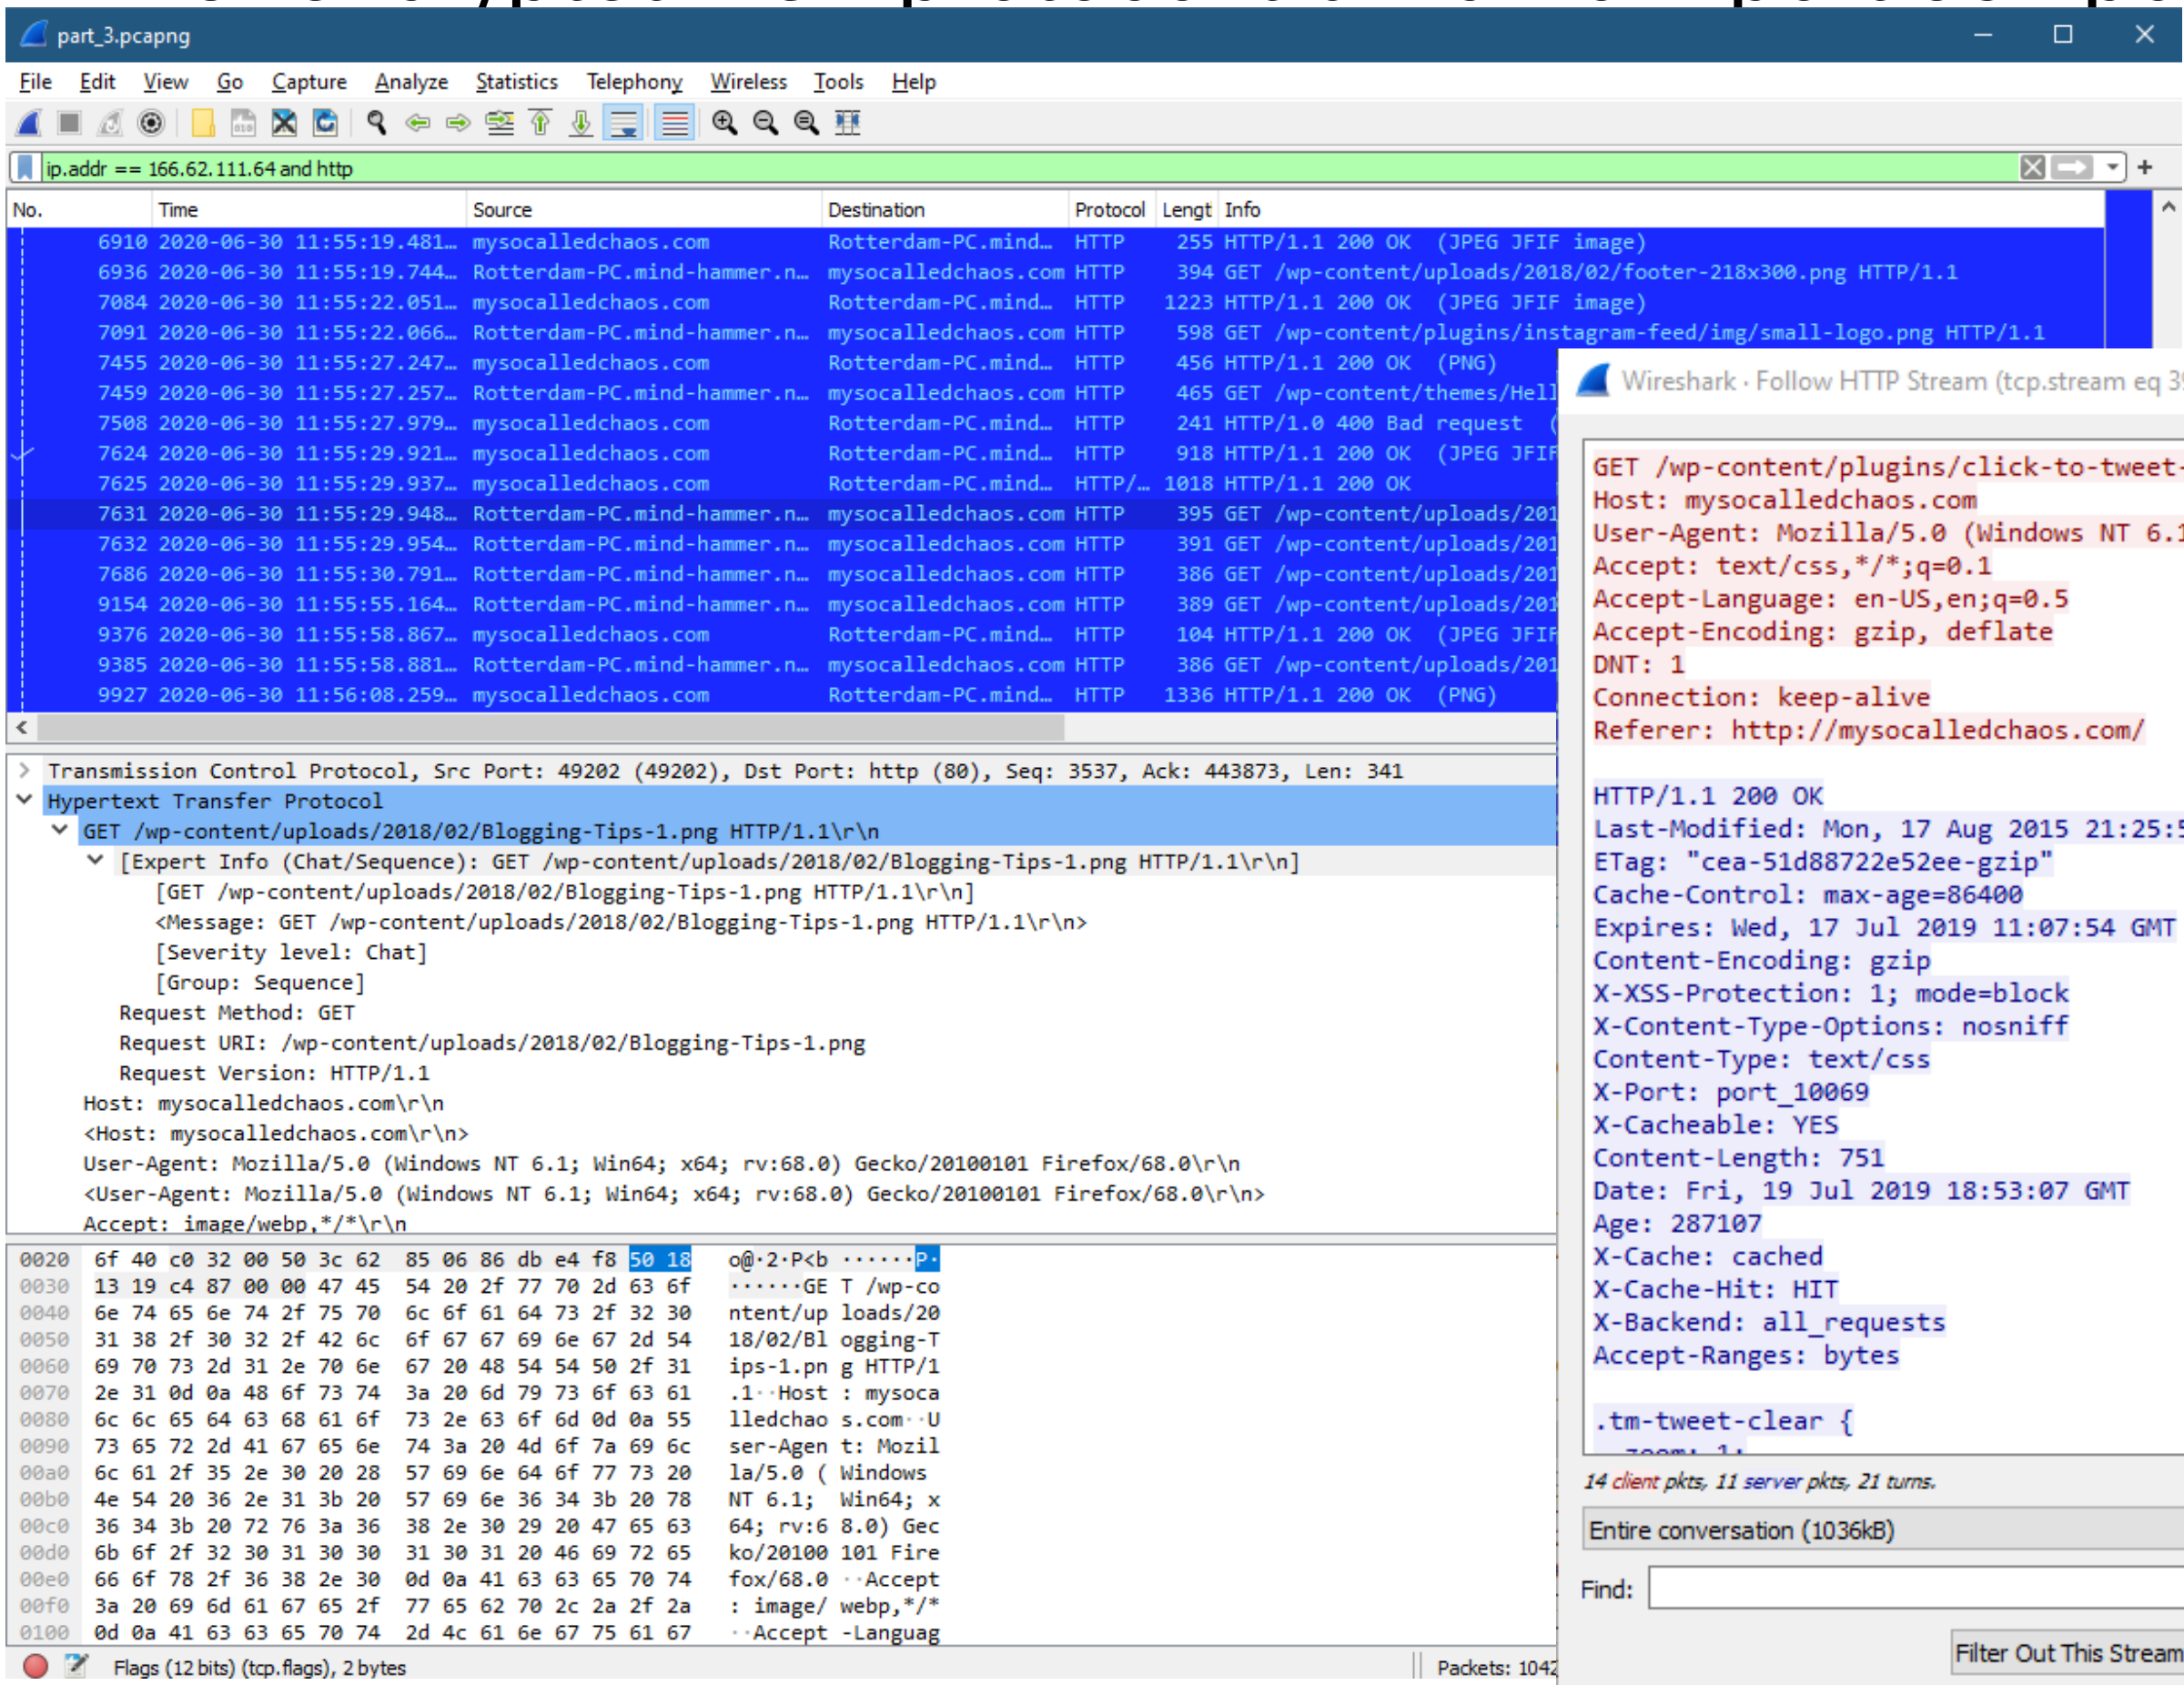 part_3.pcapng
File Edit View Go Capture Analyze Statistics Telephony Wireless Tools Help
ip.addr == 166.62.111.64 and http
No. Time Source Destination Protocol Lengt Info
6910 2020-06-30 11:55:19.481… mysocalledchaos.com Rotterdam-PC.mind… HTTP 255 HTTP/1.1 200 OK (JPEG JFIF image)
6936 2020-06-30 11:55:19.744… Rotterdam-PC.mind-hammer.n… mysocalledchaos.com HTTP 394 GET /wp-content/uploads/2018/02/footer-218x300.png HTTP/1.1
7084 2020-06-30 11:55:22.051… mysocalledchaos.com Rotterdam-PC.mind… HTTP 1223 HTTP/1.1 200 OK (JPEG JFIF image)
7091 2020-06-30 11:55:22.066… Rotterdam-PC.mind-hammer.n… mysocalledchaos.com HTTP 598 GET /wp-content/plugins/instagram-feed/img/small-logo.png HTTP/1.1
7455 2020-06-30 11:55:27.247… mysocalledchaos.com Rotterdam-PC.mind… HTTP 456 HTTP/1.1 200 OK (PNG)
7459 2020-06-30 11:55:27.257… Rotterdam-PC.mind-hammer.n… mysocalledchaos.com HTTP 465 GET /wp-content/themes/Hell
7508 2020-06-30 11:55:27.979… mysocalledchaos.com Rotterdam-PC.mind… HTTP 241 HTTP/1.0 400 Bad request (
7624 2020-06-30 11:55:29.921… mysocalledchaos.com Rotterdam-PC.mind… HTTP 918 HTTP/1.1 200 OK (JPEG JFIF
7625 2020-06-30 11:55:29.937… mysocalledchaos.com Rotterdam-PC.mind… HTTP/… 1018 HTTP/1.1 200 OK
7631 2020-06-30 11:55:29.948… Rotterdam-PC.mind-hammer.n… mysocalledchaos.com HTTP 395 GET /wp-content/uploads/201
7632 2020-06-30 11:55:29.954… Rotterdam-PC.mind-hammer.n… mysocalledchaos.com HTTP 391 GET /wp-content/uploads/201
7686 2020-06-30 11:55:30.791… Rotterdam-PC.mind-hammer.n… mysocalledchaos.com HTTP 386 GET /wp-content/uploads/201
9154 2020-06-30 11:55:55.164… Rotterdam-PC.mind-hammer.n… mysocalledchaos.com HTTP 389 GET /wp-content/uploads/201
9376 2020-06-30 11:55:58.867… mysocalledchaos.com Rotterdam-PC.mind… HTTP 104 HTTP/1.1 200 OK (JPEG JFIF
9385 2020-06-30 11:55:58.881… Rotterdam-PC.mind-hammer.n… mysocalledchaos.com HTTP 386 GET /wp-content/uploads/201
9927 2020-06-30 11:56:08.259… mysocalledchaos.com Rotterdam-PC.mind… HTTP 1336 HTTP/1.1 200 OK (PNG)
Transmission Control Protocol, Src Port: 49202 (49202), Dst Port: http (80), Seq: 3537, Ack: 443873, Len: 341
Hypertext Transfer Protocol
GET /wp-content/uploads/2018/02/Blogging-Tips-1.png HTTP/1.1\r\n
[Expert Info (Chat/Sequence): GET /wp-content/uploads/2018/02/Blogging-Tips-1.png HTTP/1.1\r\n]
[GET /wp-content/uploads/2018/02/Blogging-Tips-1.png HTTP/1.1\r\n]
<Message: GET /wp-content/uploads/2018/02/Blogging-Tips-1.png HTTP/1.1\r\n>
[Severity level: Chat]
[Group: Sequence]
Request Method: GET
Request URI: /wp-content/uploads/2018/02/Blogging-Tips-1.png
Request Version: HTTP/1.1
Host: mysocalledchaos.com\r\n
<Host: mysocalledchaos.com\r\n>
User-Agent: Mozilla/5.0 (Windows NT 6.1; Win64; x64; rv:68.0) Gecko/20100101 Firefox/68.0\r\n
<User-Agent: Mozilla/5.0 (Windows NT 6.1; Win64; x64; rv:68.0) Gecko/20100101 Firefox/68.0\r\n>
Accept: image/webp,*/*\r\n
0020 6f 40 c0 32 00 50 3c 62 85 06 86 db e4 f8 50 18 o@·2·P<b ······P·
0030 13 19 c4 87 00 00 47 45 54 20 2f 77 70 2d 63 6f ······GE T /wp-co
0040 6e 74 65 6e 74 2f 75 70 6c 6f 61 64 73 2f 32 30 ntent/up loads/20
0050 31 38 2f 30 32 2f 42 6c 6f 67 67 69 6e 67 2d 54 18/02/Bl ogging-T
0060 69 70 73 2d 31 2e 70 6e 67 20 48 54 54 50 2f 31 ips-1.pn g HTTP/1
0070 2e 31 0d 0a 48 6f 73 74 3a 20 6d 79 73 6f 63 61 .1··Host : mysoca
0080 6c 6c 65 64 63 68 61 6f 73 2e 63 6f 6d 0d 0a 55 lledchao s.com··U
0090 73 65 72 2d 41 67 65 6e 74 3a 20 4d 6f 7a 69 6c ser-Agen t: Mozil
00a0 6c 61 2f 35 2e 30 20 28 57 69 6e 64 6f 77 73 20 la/5.0 ( Windows
00b0 4e 54 20 36 2e 31 3b 20 57 69 6e 36 34 3b 20 78 NT 6.1; Win64; x
00c0 36 34 3b 20 72 76 3a 36 38 2e 30 29 20 47 65 63 64; rv:6 8.0) Gec
00d0 6b 6f 2f 32 30 31 30 30 31 30 31 20 46 69 72 65 ko/20100 101 Fire
00e0 66 6f 78 2f 36 38 2e 30 0d 0a 41 63 63 65 70 74 fox/68.0 ··Accept
00f0 3a 20 69 6d 61 67 65 2f 77 65 62 70 2c 2a 2f 2a : image/ webp,*/*
0100 0d 0a 41 63 63 65 70 74 2d 4c 61 6e 67 75 61 67 ··Accept -Languag
Flags (12 bits) (tcp.flags), 2 bytes
Packets: 1042
Wireshark · Follow HTTP Stream (tcp.stream eq 39
GET /wp-content/plugins/click-to-tweet-
Host: mysocalledchaos.com
User-Agent: Mozilla/5.0 (Windows NT 6.1
Accept: text/css,*/*;q=0.1
Accept-Language: en-US,en;q=0.5
Accept-Encoding: gzip, deflate
DNT: 1
Connection: keep-alive
Referer: http://mysocalledchaos.com/
HTTP/1.1 200 OK
Last-Modified: Mon, 17 Aug 2015 21:25:5
ETag: "cea-51d88722e52ee-gzip"
Cache-Control: max-age=86400
Expires: Wed, 17 Jul 2019 11:07:54 GMT
Content-Encoding: gzip
X-XSS-Protection: 1; mode=block
X-Content-Type-Options: nosniff
Content-Type: text/css
X-Port: port_10069
X-Cacheable: YES
Content-Length: 751
Date: Fri, 19 Jul 2019 18:53:07 GMT
Age: 287107
X-Cache: cached
X-Cache-Hit: HIT
X-Backend: all_requests
Accept-Ranges: bytes
.tm-tweet-clear {
zoom: 1;
14 client pkts, 11 server pkts, 21 turns.
Entire conversation (1036kB)
Find:
Filter Out This Stream